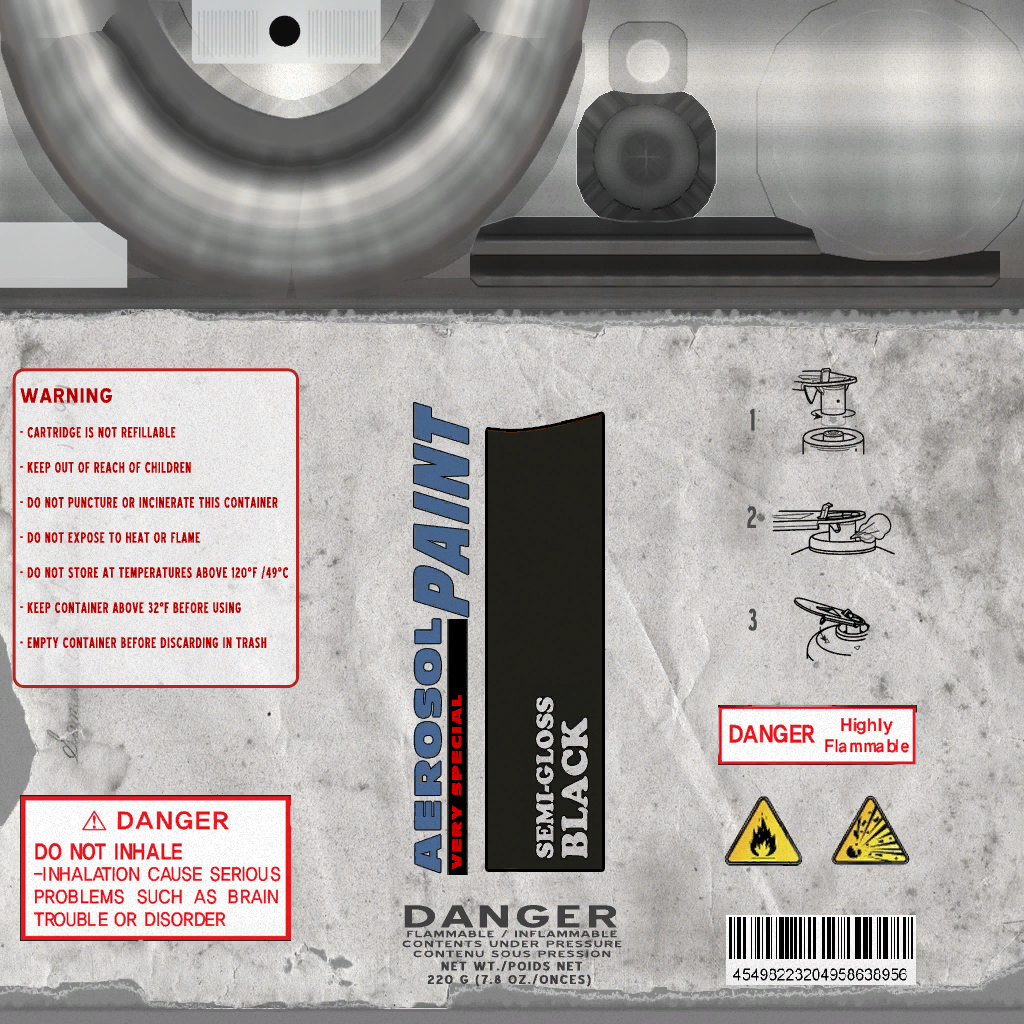 WARNING
- CARTRIDGE IS NOT REFILLABLE
- KEEP OUT OF REACH OF CHILDREN
- DO NOT PUNCTURE OR INCINERATE THIS CONTAINER
- DO NOT EXPOSE TO HEAT OR FLAME
- DO NOT STORE AT TEMPERATURES ABOVE 120°F /49°C
- KEEP CONTAINER ABOVE 32°F BEFORE USING
- EMPTY CONTAINER BEFORE DISCARDING IN TRASH
⚠ DANGER
DO NOT INHALE
-INHALATION CAUSE SERIOUS
PROBLEMS SUCH AS BRAIN
TROUBLE OR DISORDER
AEROSOL PAINT
VERY SPECIAL
SEMI-GLOSS
BLACK
DANGER
FLAMMABLE / INFLAMMABLE
CONTENTS UNDER PRESSURE
CONTENU SOUS PRESSION
NET WT./POIDS NET
220 G (7.8 OZ./ONCES)
1
2
3
DANGER Highly
Flammable
45498223204958638956